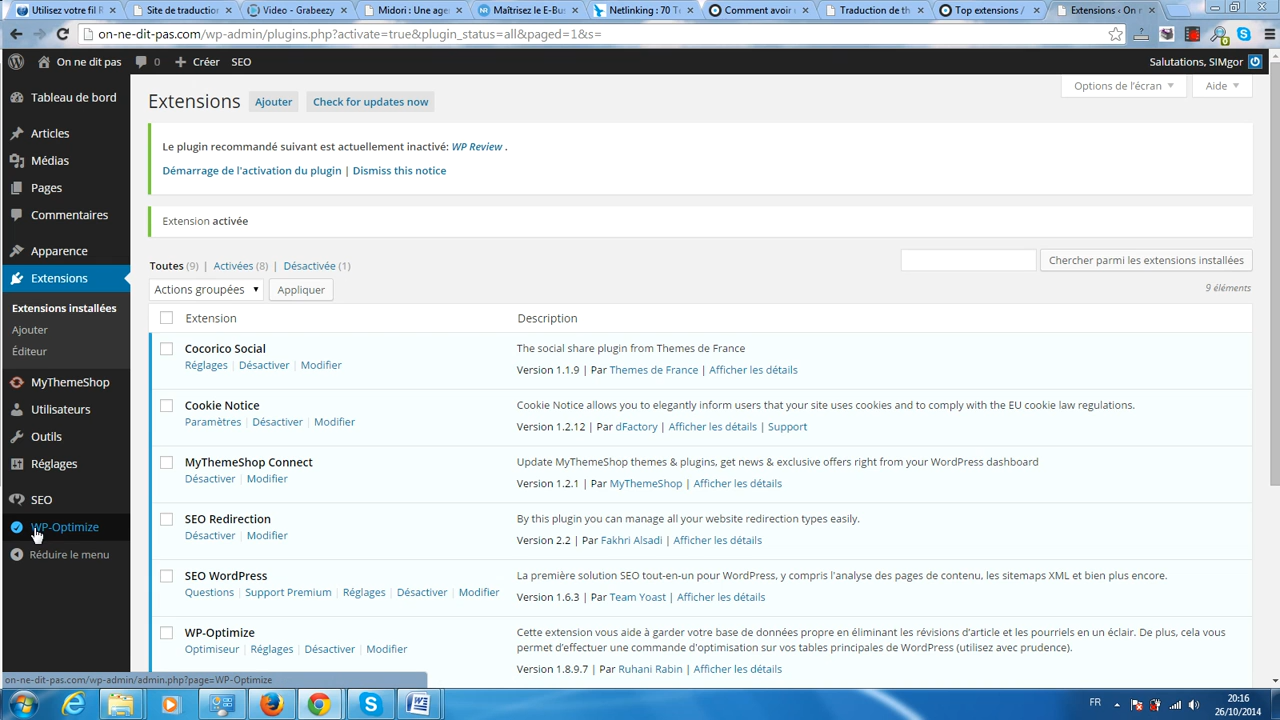 Utilisez votre fil R
Site de traduction
Video - Grabeezy
Midori : Une age
Maîtrisez le E-Bus
Netlinking : 70 T
Comment avoir
Traduction de th
Top extensions /
Extensions ‹ On n
on-ne-dit-pas.com/wp-admin/plugins.php?activate=true&plugin_status=all&paged=1&s=
On ne dit pas 0 Créer SEO
Salutations, SIMgor
Tableau de bord
Articles
Médias
Pages
Commentaires
Apparence
Extensions
Extensions installées
Ajouter
Éditeur
MyThemeShop
Utilisateurs
Outils
Réglages
SEO
WP-Optimize
Réduire le menu
Options de l'écran
Aide
Extensions Ajouter Check for updates now
Le plugin recommandé suivant est actuellement inactivé: WP Review .
Démarrage de l'activation du plugin | Dismiss this notice
Extension activée
Toutes (9) | Activées (8) | Désactivée (1)
Chercher parmi les extensions installées
Actions groupées Appliquer
9 éléments
Extension Description
Cocorico Social
Réglages | Désactiver | Modifier
The social share plugin from Themes de France
Version 1.1.9 | Par Themes de France | Afficher les détails
Cookie Notice
Paramètres | Désactiver | Modifier
Cookie Notice allows you to elegantly inform users that your site uses cookies and to comply with the EU cookie law regulations.
Version 1.2.12 | Par dFactory | Afficher les détails | Support
MyThemeShop Connect
Désactiver | Modifier
Update MyThemeShop themes & plugins, get news & exclusive offers right from your WordPress dashboard
Version 1.2.1 | Par MyThemeShop | Afficher les détails
SEO Redirection
Désactiver | Modifier
By this plugin you can manage all your website redirection types easily.
Version 2.2 | Par Fakhri Alsadi | Afficher les détails
SEO WordPress
Questions | Support Premium | Réglages | Désactiver | Modifier
La première solution SEO tout-en-un pour WordPress, y compris l'analyse des pages de contenu, les sitemaps XML et bien plus encore.
Version 1.6.3 | Par Team Yoast | Afficher les détails
WP-Optimize
Optimiseur | Réglages | Désactiver | Modifier
Cette extension vous aide à garder votre base de données propre en éliminant les révisions d'article et les pourriels en un éclair. De plus, cela vous
permet d'effectuer une commande d'optimisation sur vos tables principales de WordPress (utilisez avec prudence).
Version 1.8.9.7 | Par Ruhani Rabin | Afficher les détails
on-ne-dit-pas.com/wp-admin/admin.php?page=WP-Optimize
FR
20:16
26/10/2014